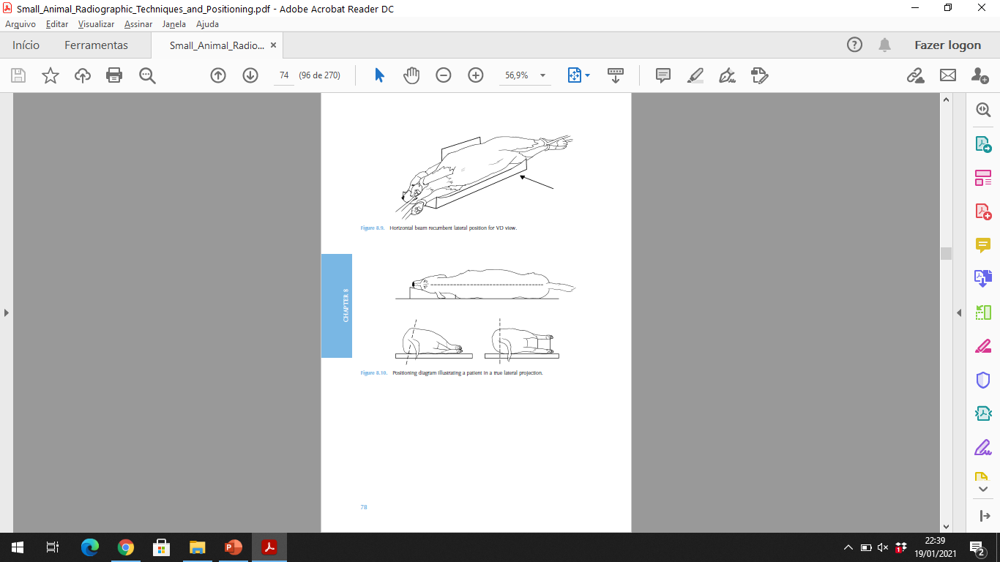 Small_Animal_Radiographic_Techniques_and_Positioning.pdf - Adobe Acrobat Reader DC
Arquivo Editar Visualizar Assinar Janela Ajuda
Início Ferramentas Small_Animal_Radio... Fazer logon
74 (96 de 270) 56,9%
Figure 8.9. Horizontal beam recumbent lateral position for VD view.
CHAPTER 8
Figure 8.10. Positioning diagram illustrating a patient in a true lateral projection.
78
22:39
19/01/2021
1
2